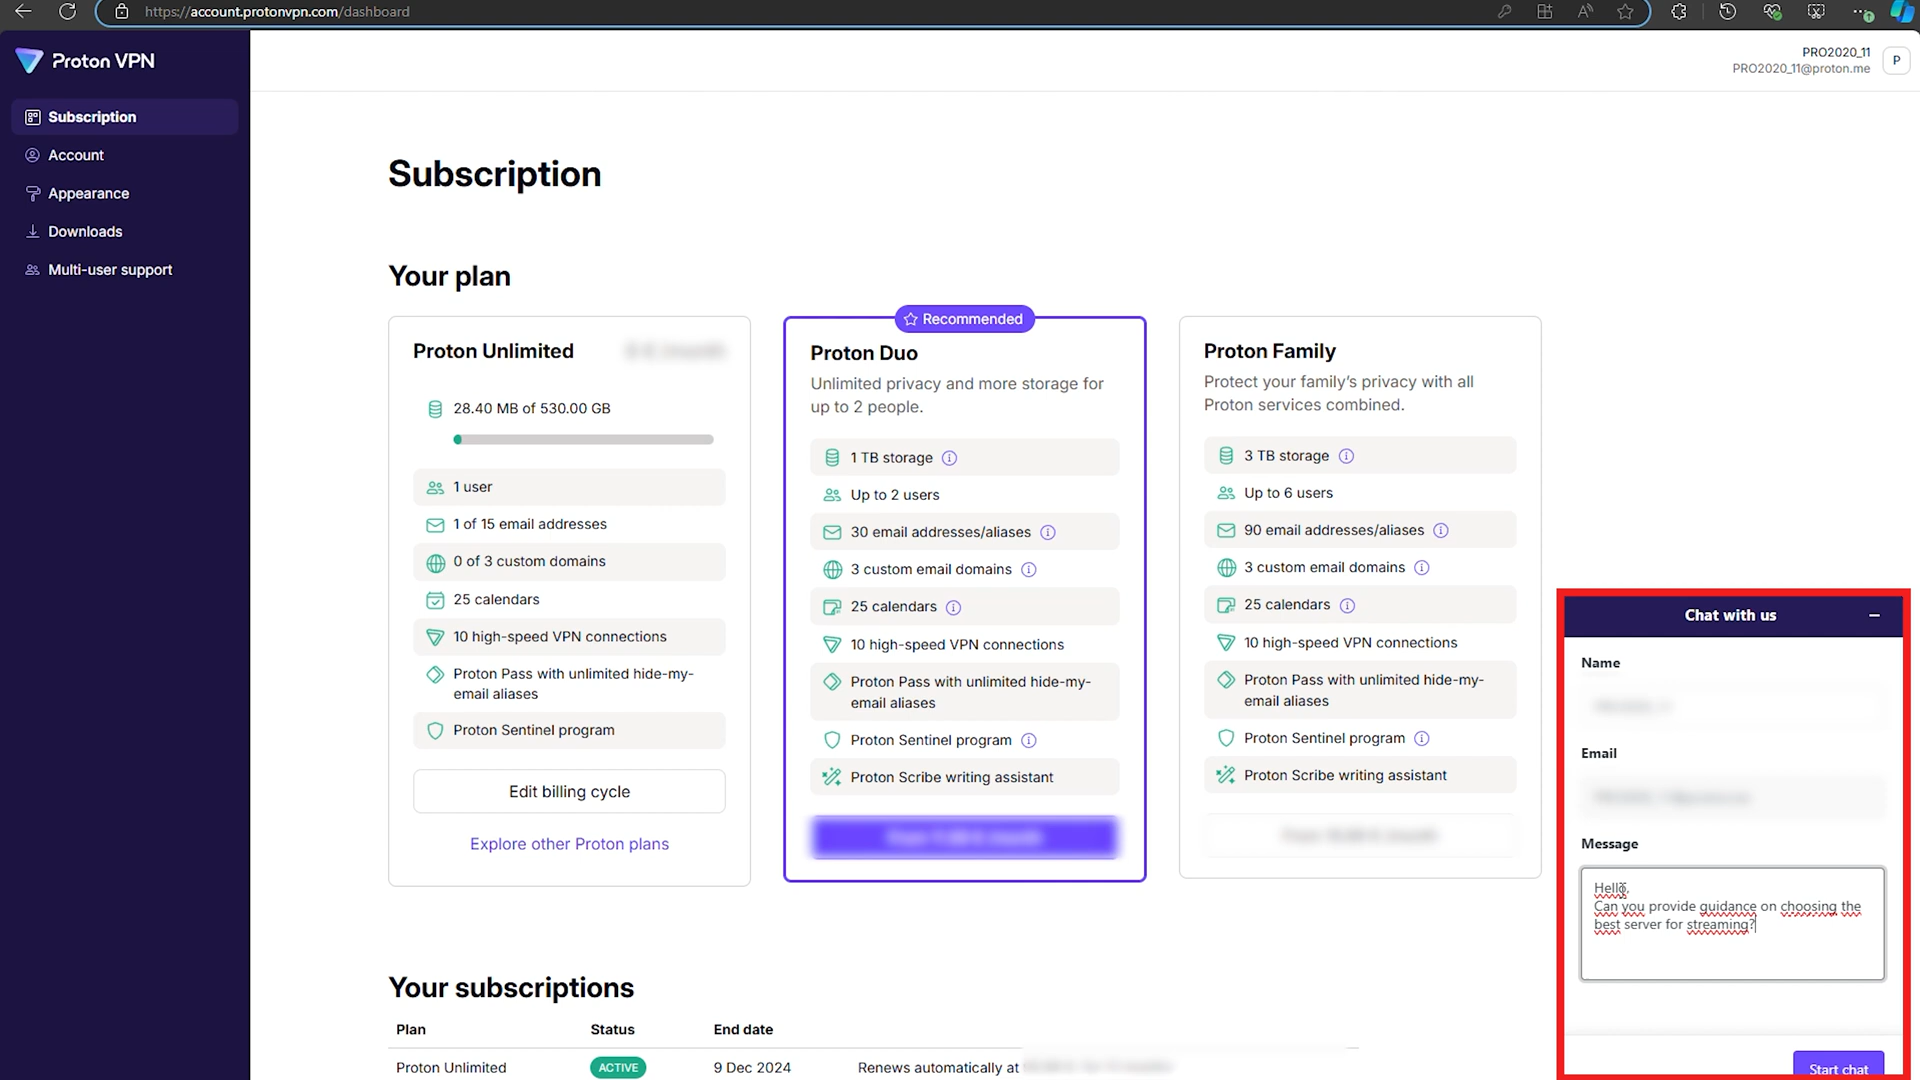 https://account.protonvpn.com/dashboard
Proton VPN
PRO2020_11
PRO2020_11@proton.me
P
Subscription
Account
Appearance
Downloads
Multi-user support
Subscription
Your plan
Proton Unlimited
28.40 MB of 530.00 GB
1 user
1 of 15 email addresses
0 of 3 custom domains
25 calendars
10 high-speed VPN connections
Proton Pass with unlimited hide-my-
email aliases
Proton Sentinel program
Edit billing cycle
Explore other Proton plans
Recommended
Proton Duo
Unlimited privacy and more storage for
up to 2 people.
1 TB storage
Up to 2 users
30 email addresses/aliases
3 custom email domains
25 calendars
10 high-speed VPN connections
Proton Pass with unlimited hide-my-
email aliases
Proton Sentinel program
Proton Scribe writing assistant
Proton Family
Protect your family's privacy with all
Proton services combined.
3 TB storage
Up to 6 users
90 email addresses/aliases
3 custom email domains
25 calendars
10 high-speed VPN connections
Proton Pass with unlimited hide-my-
email aliases
Proton Sentinel program
Proton Scribe writing assistant
Your subscriptions
Plan Status End date
Proton Unlimited ACTIVE 9 Dec 2024 Renews automatically at
Chat with us
Name
Email
Message
Hello,
Can you provide guidance on choosing the
best server for streaming?
Start chat